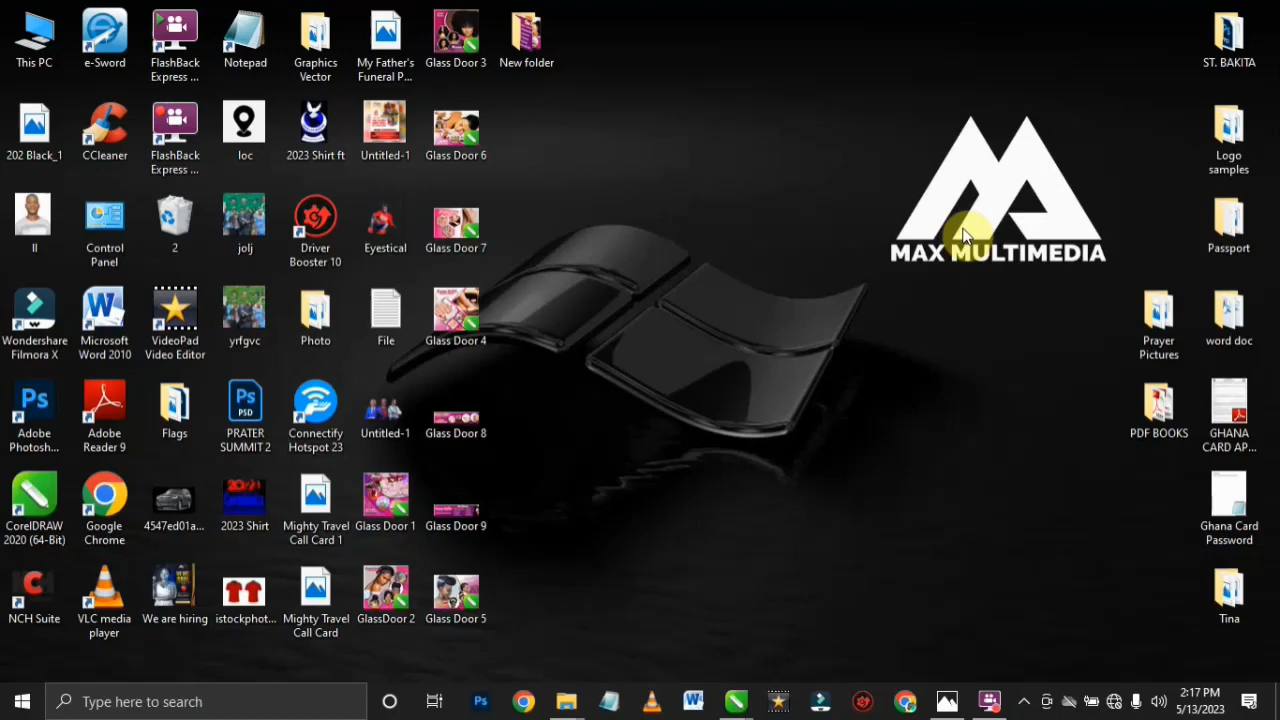 This PC
e-Sword
FlashBack
Express ...
Notepad
Graphics
Vector
My Father's
Funeral P...
Glass Door 3
New folder
ST. BAKITA
202 Black_1
CCleaner
FlashBack
Express ...
loc
2023 Shirt ft
Untitled-1
Glass Door 6
Logo
samples
II
Control
Panel
2
jolj
Driver
Booster 10
Eyestical
Glass Door 7
Passport
MAX MULTIMEDIA
Wondershare
Filmora X
Microsoft
Word 2010
VideoPad
Video Editor
yrfgvc
Photo
File
Glass Door 4
Prayer
Pictures
word doc
Adobe
Photosh...
Adobe
Reader 9
Flags
PRATER
SUMMIT 2
Connectify
Hotspot 23
Untitled-1
Glass Door 8
PDF BOOKS
GHANA
CARD AP...
CorelDRAW
2020 (64-Bit)
Google
Chrome
4547ed01a...
2023 Shirt
Mighty Travel
Call Card 1
Glass Door 1
Glass Door 9
Ghana Card
Password
NCH Suite
VLC media
player
We are hiring
istockphot...
Mighty Travel
Call Card
GlassDoor 2
Glass Door 5
Tina
Type here to search
2:17 PM
5/13/2023